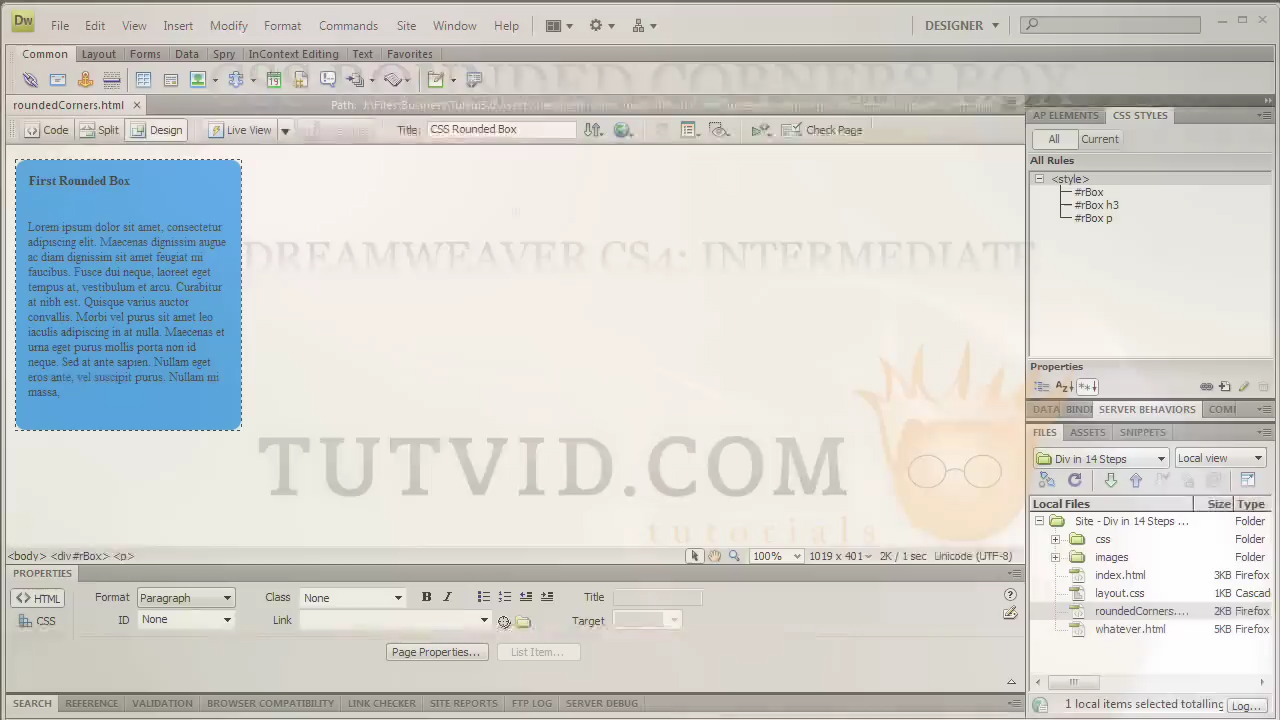 Dw File Edit View Insert Modify Format Commands Site Window Help DESIGNER
Common Layout Forms Data Spry InContext Editing Text Favorites
CSS ROUNDED CORNERS BOX
roundedCorners.html
Path:
Code Split Design Live View Title: CSS Rounded Box Check Page
First Rounded Box
Lorem ipsum dolor sit amet, consectetur
adipiscing elit. Maecenas dignissim augue
ac diam dignissim sit amet feugiat mi
faucibus. Fusce dui neque, laoreet eget
tempus at, vestibulum et arcu. Curabitur
at nibh est. Quisque varius auctor
convallis. Morbi vel purus sit amet leo
iaculis adipiscing in at nulla. Maecenas et
urna eget purus mollis porta non id
neque. Sed at ante sapien. Nullam eget
eros ante, vel suscipit purus. Nullam mi
massa,
DREAMWEAVER CS4: INTERMEDIATE
TUTVID.COM
tutorials
<body> <div#rBox> <p>
100% 1019 x 401 2K / 1 sec Unicode (UTF-8)
PROPERTIES
HTML Format Paragraph Class None B I Title
CSS ID None Link Target
Page Properties... List Item...
SEARCH REFERENCE VALIDATION BROWSER COMPATIBILITY LINK CHECKER SITE REPORTS FTP LOG SERVER DEBUG
AP ELEMENTS CSS STYLES
All Current
All Rules
<style>
#rBox
#rBox h3
#rBox p
Properties
DATA BINDI SERVER BEHAVIORS COMI
FILES ASSETS SNIPPETS
Div in 14 Steps Local view
Local Files Size Type
Site - Div in 14 Steps ... Folder
css Folder
images Folder
index.html 3KB Firefox
layout.css 1KB Cascad
roundedCorners.... 2KB Firefox
whatever.html 5KB Firefox
1 local items selected totalling Log...